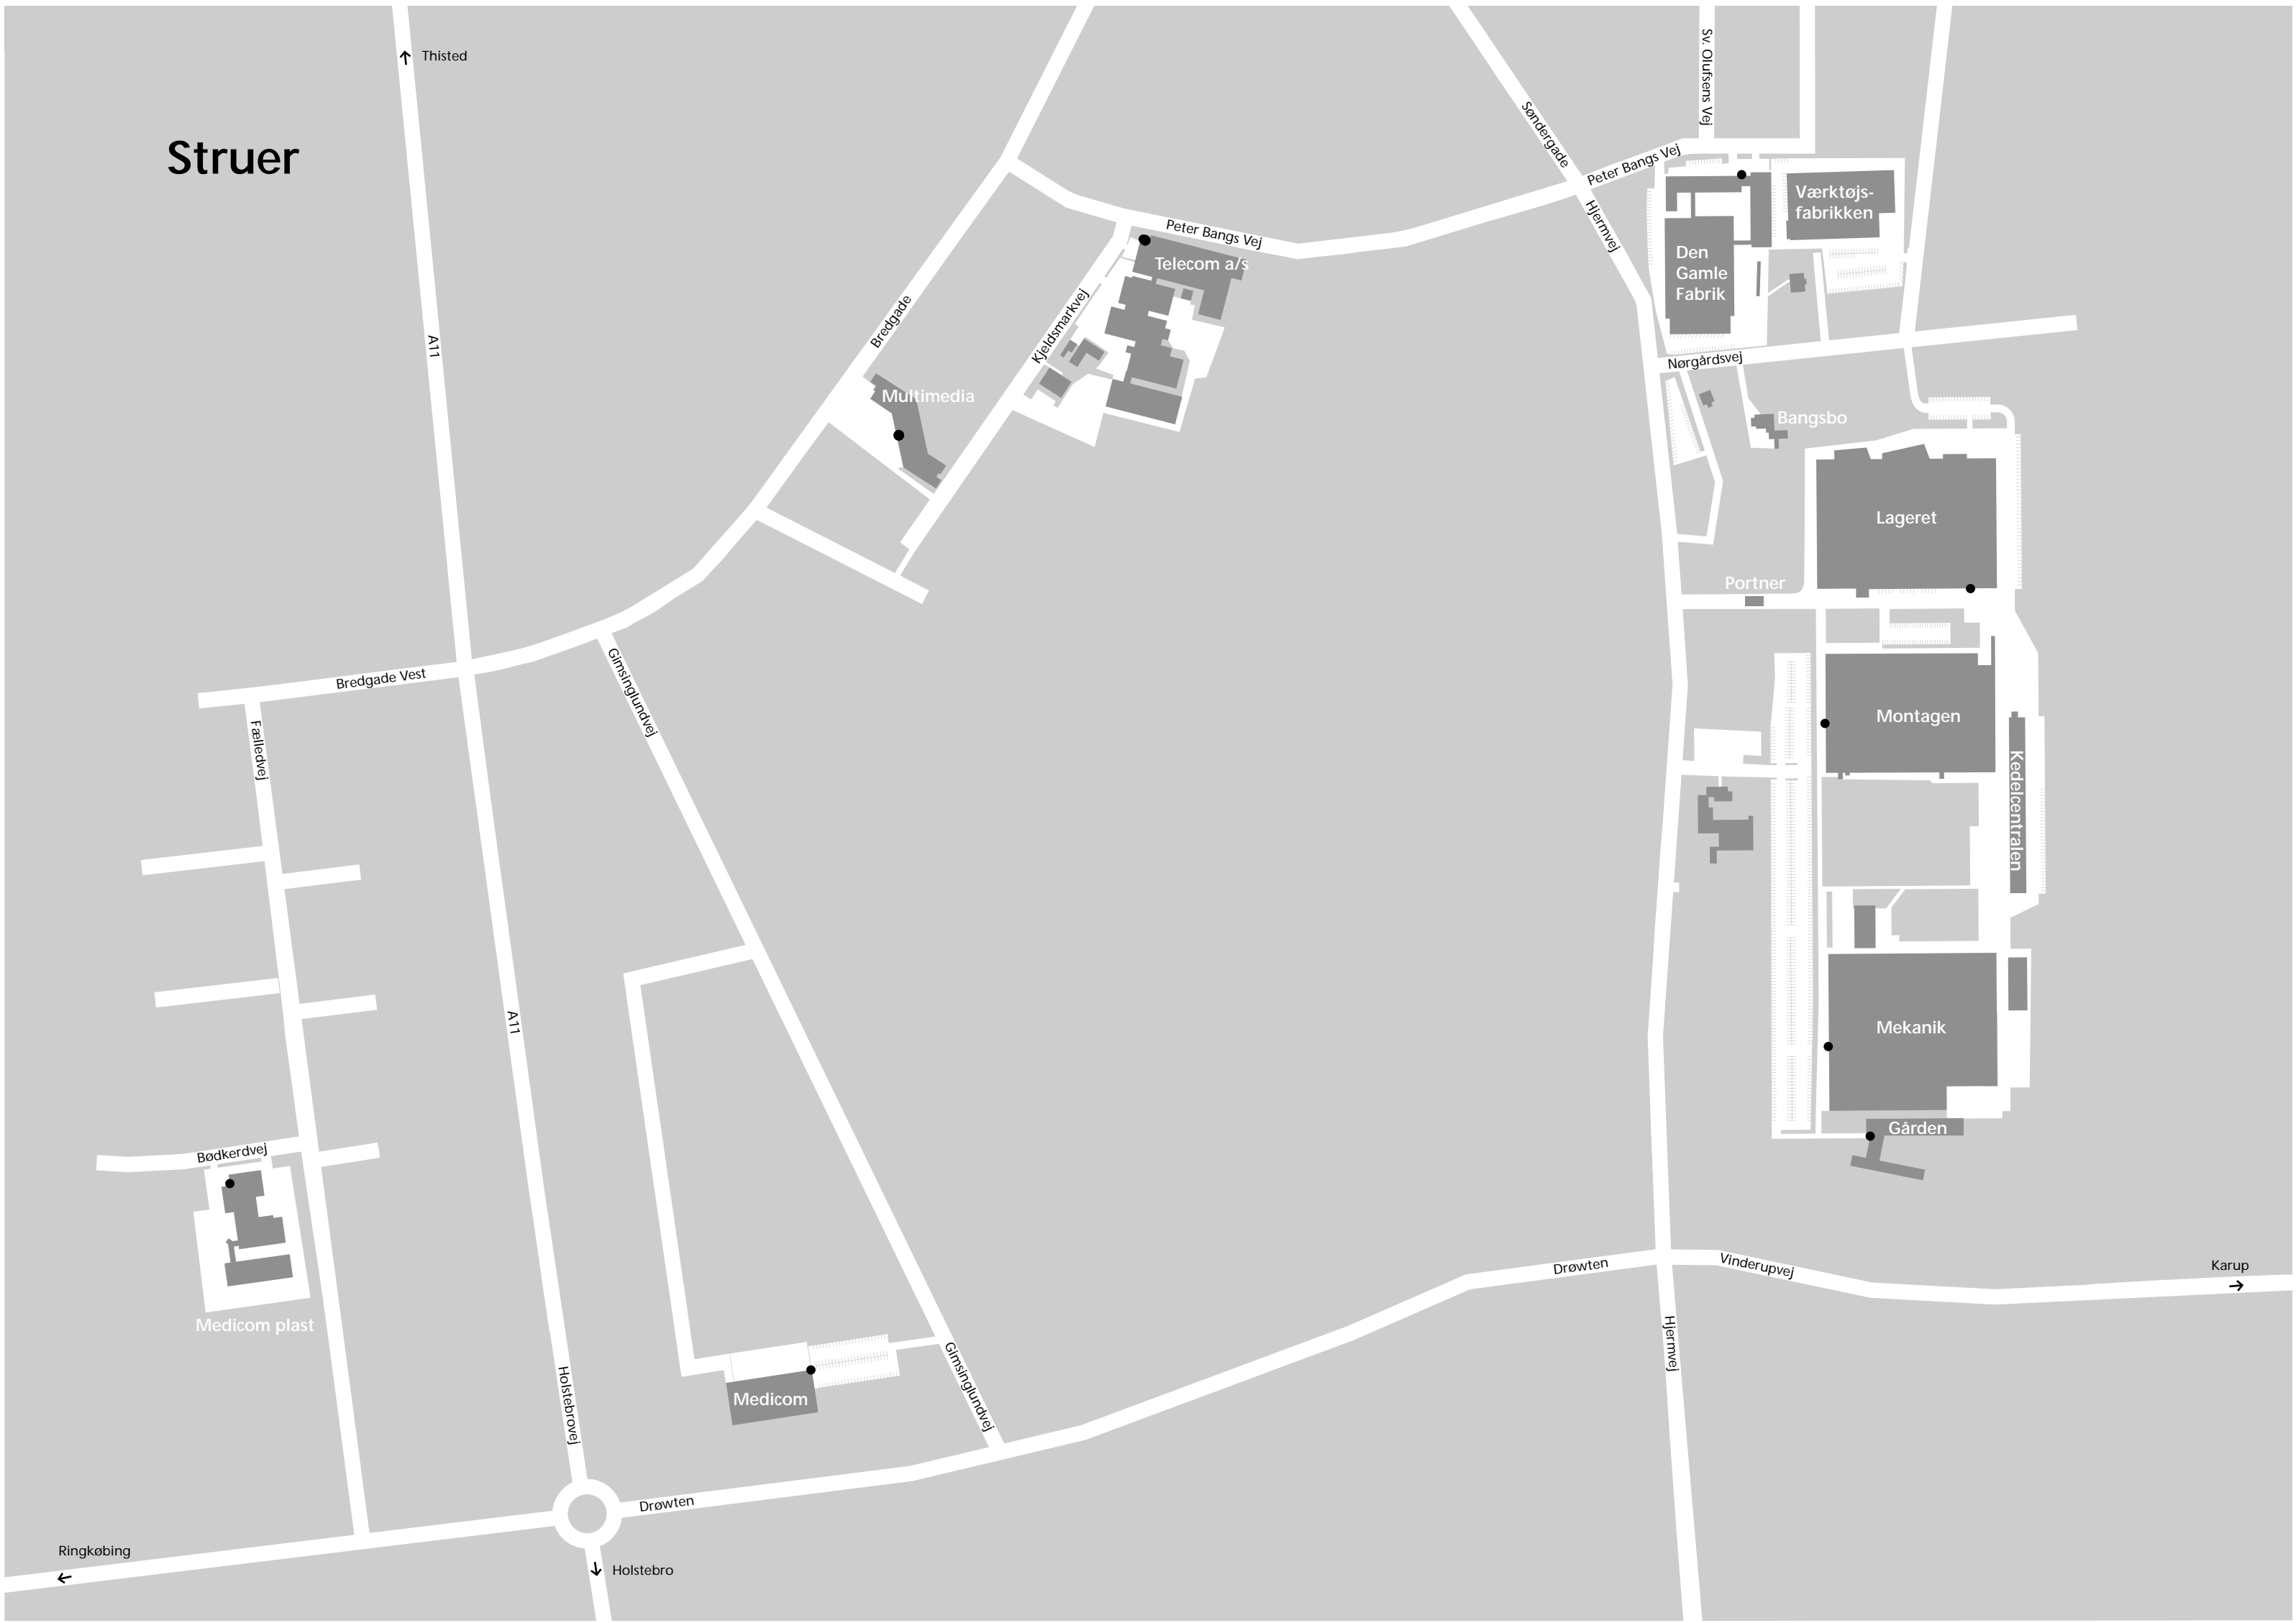 Thisted
Struer
Sv. Olufsens Vej
Søndergade
Peter Bangs Vej
Hjermvej
Værktøjs-
fabrikken
Peter Bangs Vej
Telecom a/s
Den
Gamle
Fabrik
A11
Bredgade
Kjeldsmarkvej
Nørgårdsvej
Multimedia
Bangsbo
Lageret
Portner
Bredgade Vest
Gimsinglundvej
Fælledvej
Montagen
Kedelcentralen
A11
Mekanik
Gården
Bødkerdvej
Medicom plast
Drøwten
Vinderupvej
Karup
Hjermvej
Holstebrovej
Medicom
Gimsinglundvej
Drøwten
Ringkøbing
Holstebro